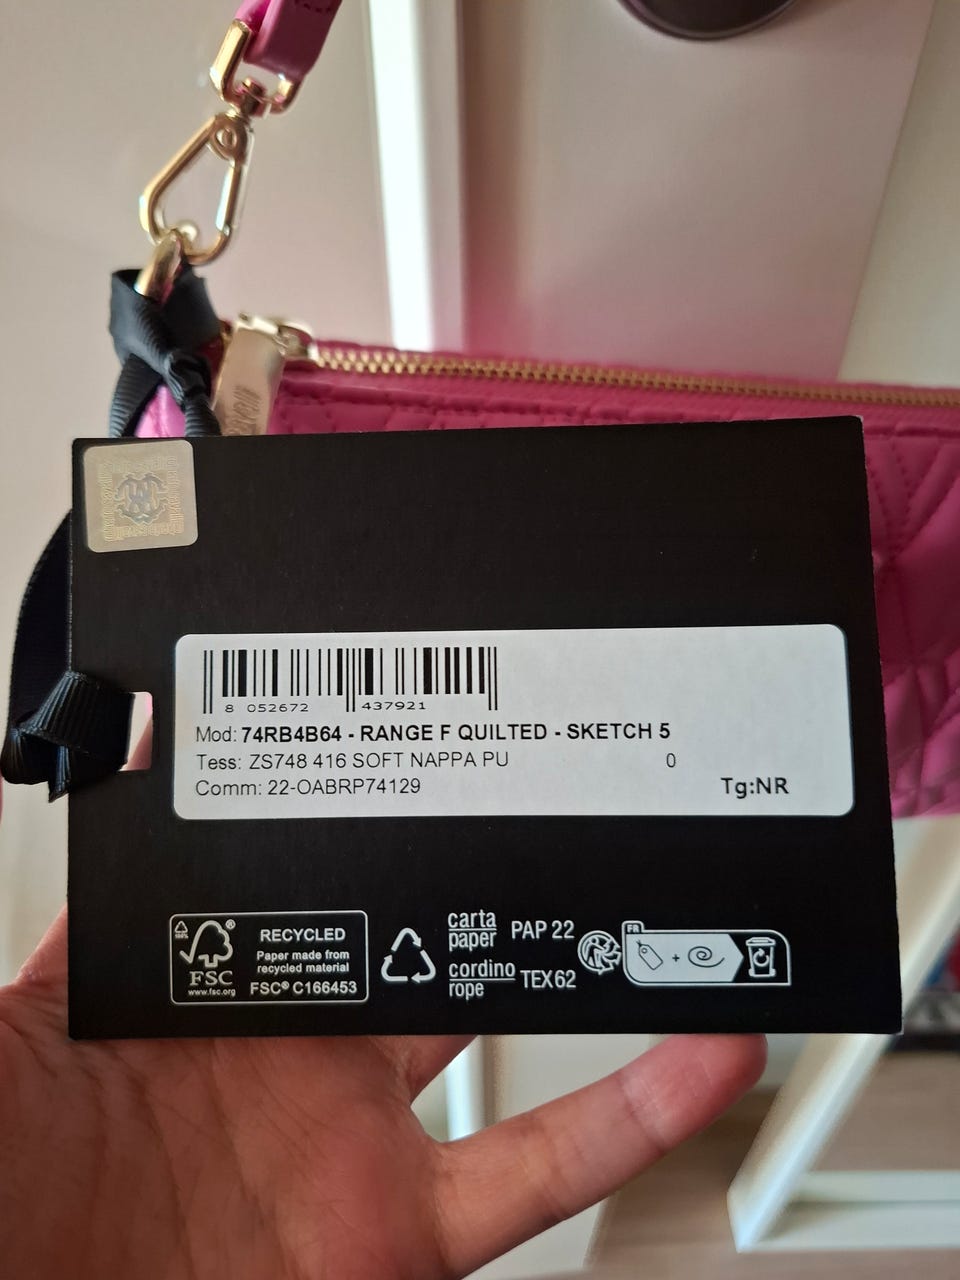 8 052672 437921
Mod: 74RB4B64 - RANGE F QUILTED - SKETCH 5
Tess: ZS748 416 SOFT NAPPA PU 0
Comm: 22-OABRP74129 Tg:NR
100%
FSC®
www.fsc.org
RECYCLED
Paper made from
recycled material
FSC® C166453
carta
paper
PAP 22
cordino
rope
TEX62
FR
+